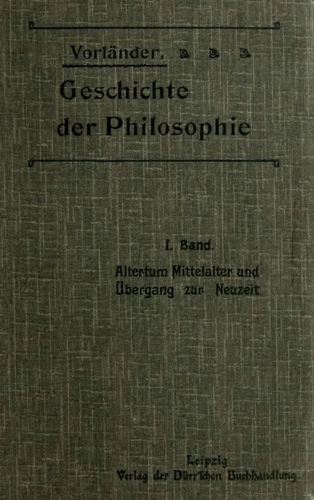 Vorländer,
Geschichte
der Philosophie
I. Band.
Altertum Mittelalter und
Übergang zur Neuzeit
Leipzig
Verlag der Dürr'schen Buchhandlung